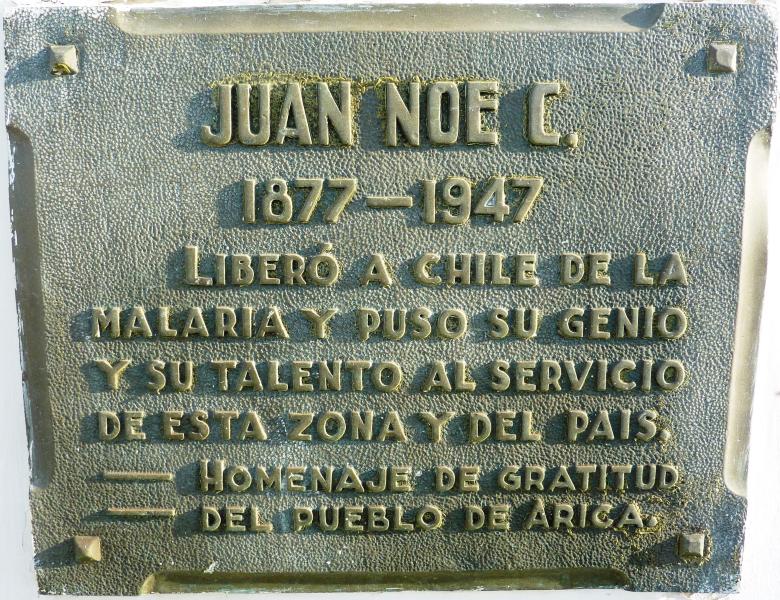 JUAN NOE C.
1877-1947
LIBERÓ A CHILE DE LA
MALARIA Y PUSO SU GENIO
Y SU TALENTO AL SERVICIO
DE ESTA ZONA Y DEL PAIS.
— HOMENAJE DE GRATITUD
— DEL PUEBLO DE ARICA.